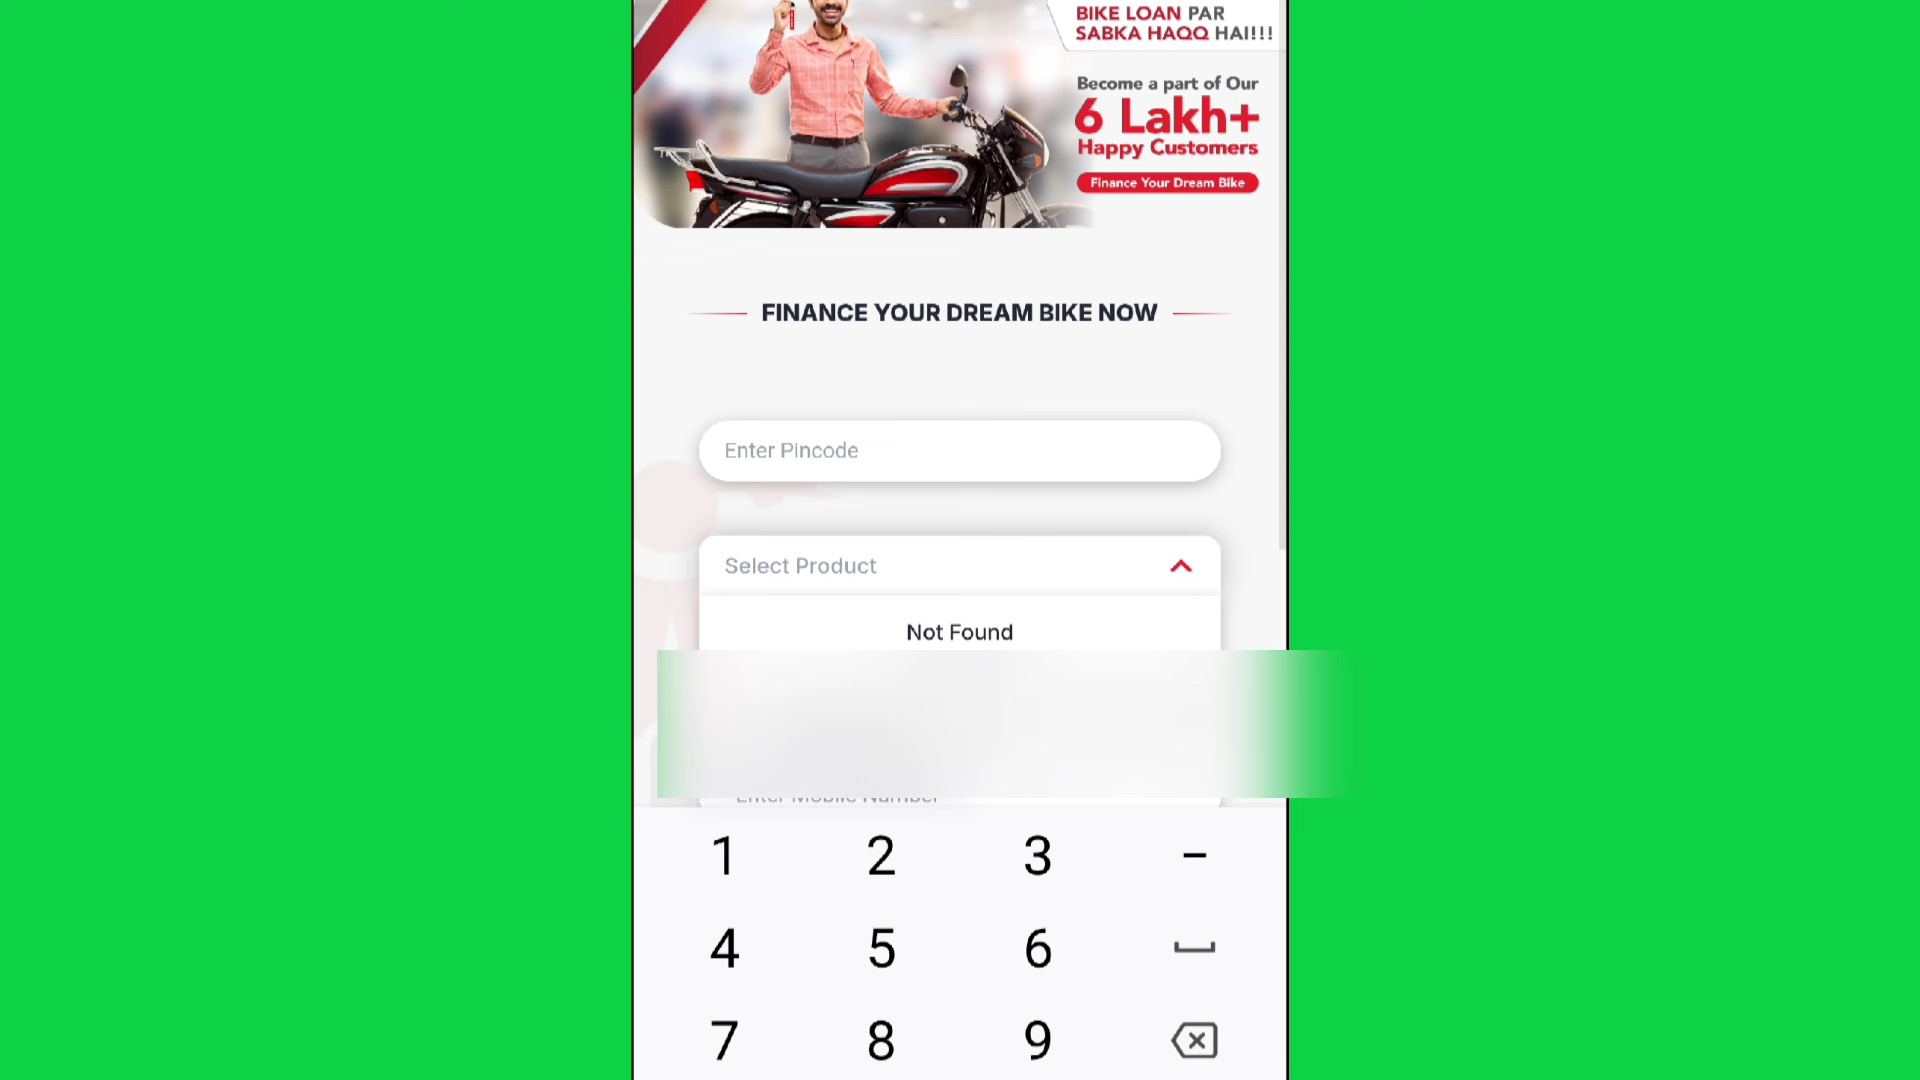 BIKE LOAN PAR
SABKA HAQQ HAI!!!
Become a part of Our
6 Lakh+
Happy Customers
Finance Your Dream Bike
FINANCE YOUR DREAM BIKE NOW
Enter Pincode
Select Product
Not Found
Enter Mobile Number
1 2 3 -
4 5 6
7 8 9